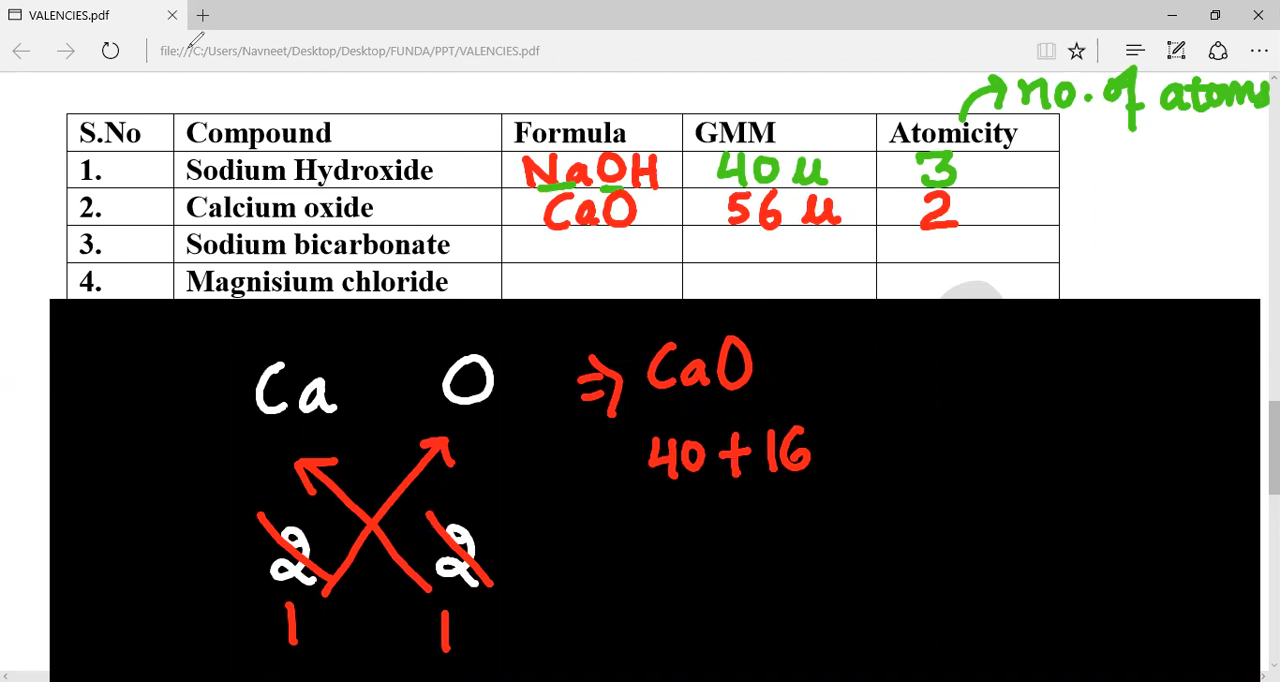 VALENCIES.pdf
file:///C:/Users/Navneet/Desktop/Desktop/FUNDA/PPT/VALENCIES.pdf
no. of atoms
S.No Compound Formula GMM Atomicity
1. Sodium Hydroxide NaOH 40 u 3
2. Calcium oxide CaO 56 u 2
3. Sodium bicarbonate
4. Magnisium chloride
Ca O ⇒ CaO
40 + 16
2 2
1 1